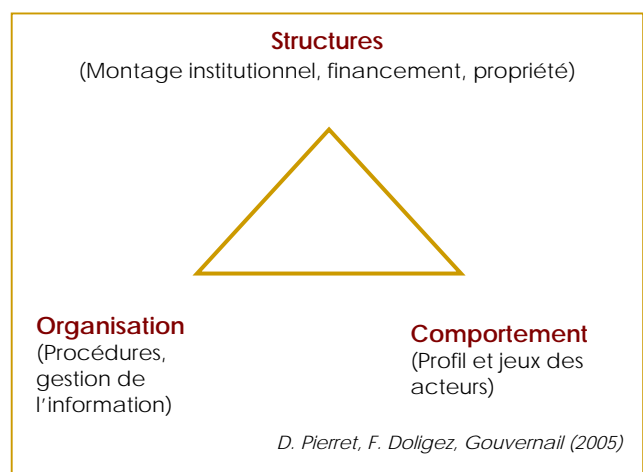 Structures
(Montage institutionnel, financement, propriété)
Organisation
(Procédures,
gestion de
l'information)
Comportement
(Profil et jeux des
acteurs)
D. Pierret, F. Doligez, Gouvernail (2005)